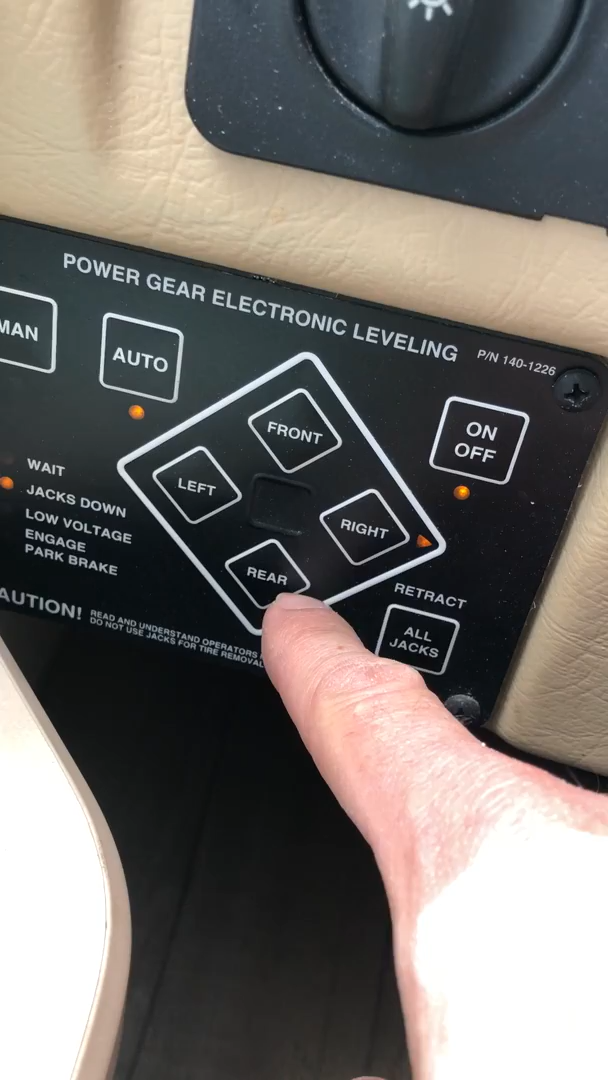 POWER GEAR ELECTRONIC LEVELING
P/N 140-1226
MAN
AUTO
ON
OFF
FRONT
LEFT
RIGHT
REAR
WAIT
JACKS DOWN
LOW VOLTAGE
ENGAGE
PARK BRAKE
RETRACT
ALL
JACKS
AUTION!
READ AND UNDERSTAND OPERATORS
DO NOT USE JACKS FOR TIRE REMOVAL